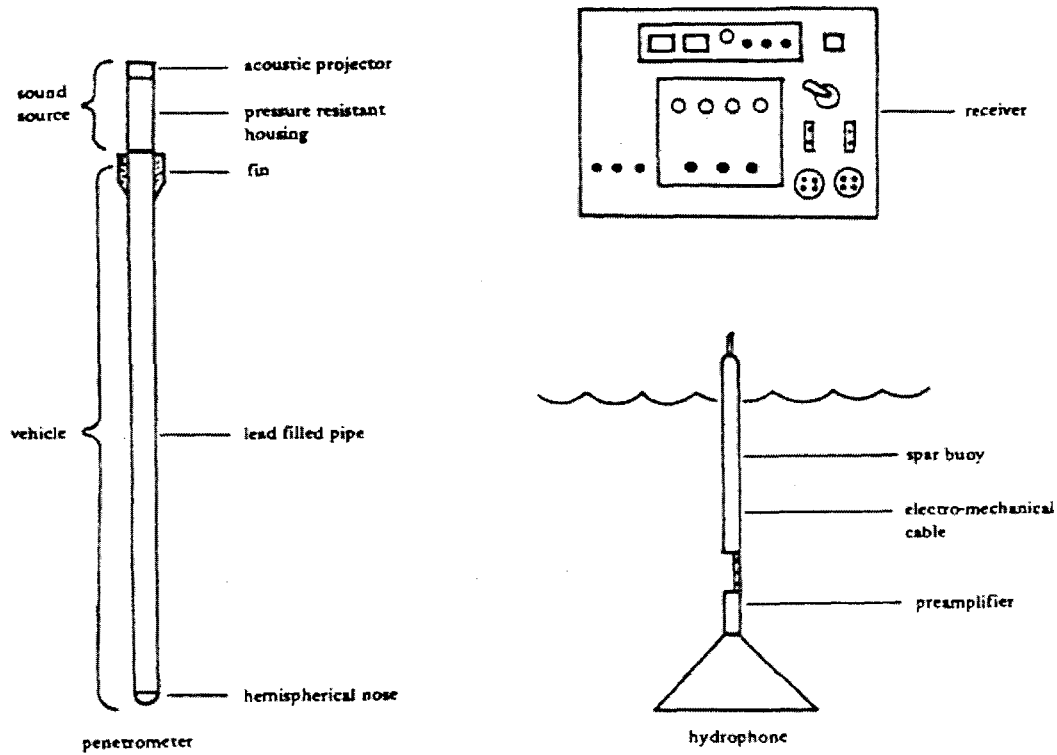 sound
source
acoustic projector
pressure resistant
housing
fin
vehicle
lead filled pipe
hemispherical nose
penetrometer
receiver
spar buoy
electro-mechanical
cable
preamplifier
hydrophone